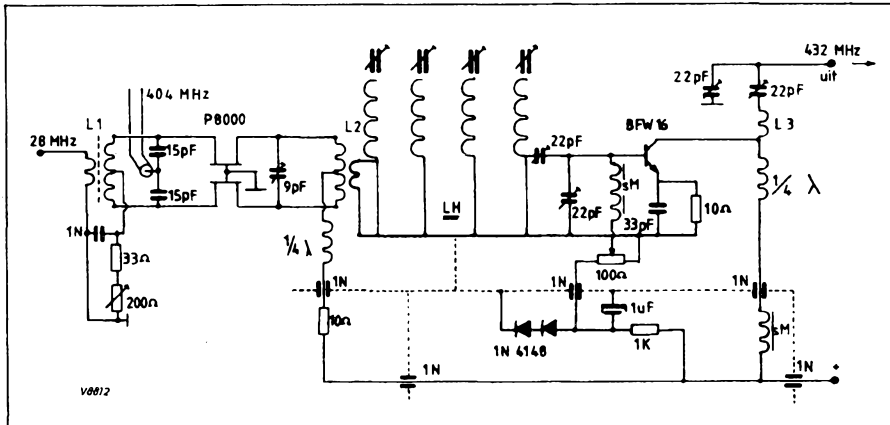 28 MHz
L1
404 MHz
15pF
15pF
P8000
9pF
L2
1/4 λ
1N
33Ω
200Ω
1N
10Ω
LH
22pF
22pF
sM
33pF
BFW 16
10Ω
100Ω
22pF
22pF
432 MHz
uit
L3
1/4 λ
1N
1N
1N 4148
1uF
1K
sM
1N
1N
+
V8812